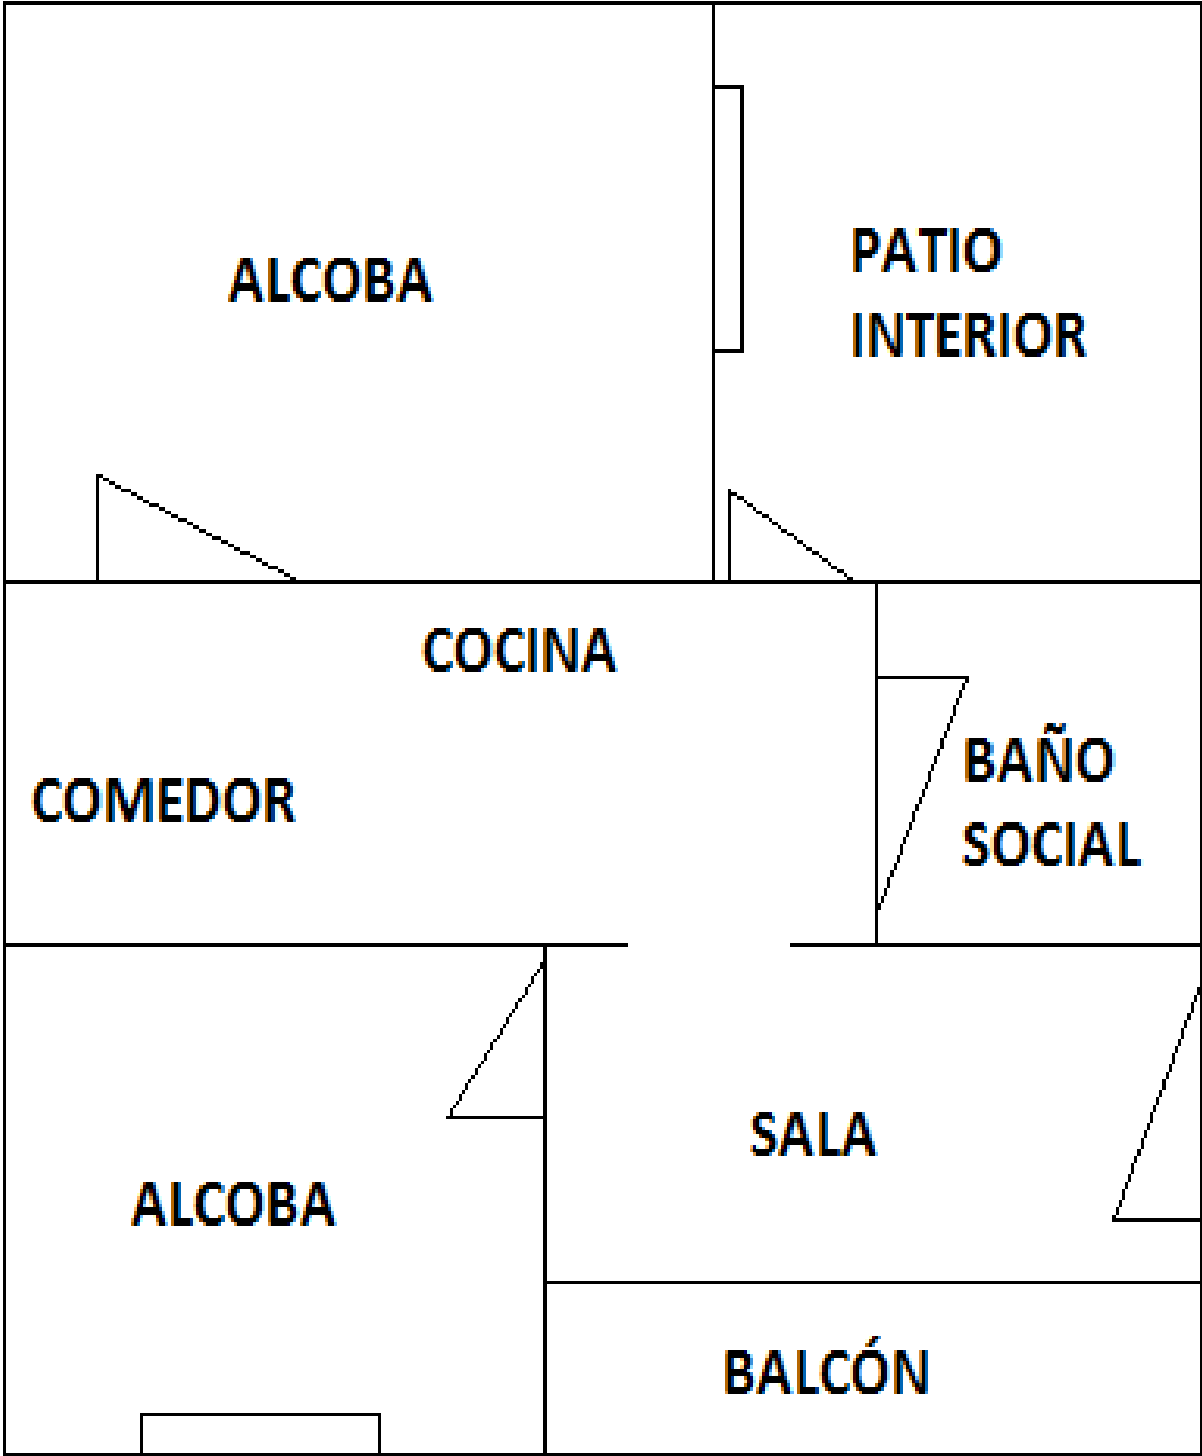 ALCOBA
PATIO
INTERIOR
COCINA
COMEDOR
BAÑO
SOCIAL
SALA
ALCOBA
BALCÓN